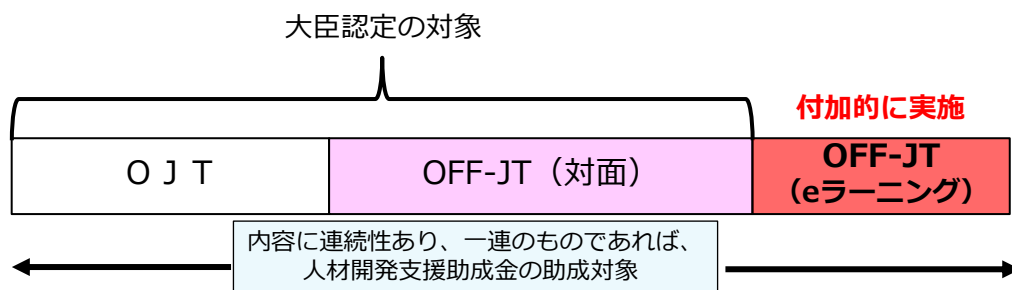 大臣認定の対象
付加的に実施
ＯＪＴ
OFF-JT（対面）
OFF-JT
（eラーニング）
内容に連続性あり、一連のものであれば、
人材開発支援助成金の助成対象